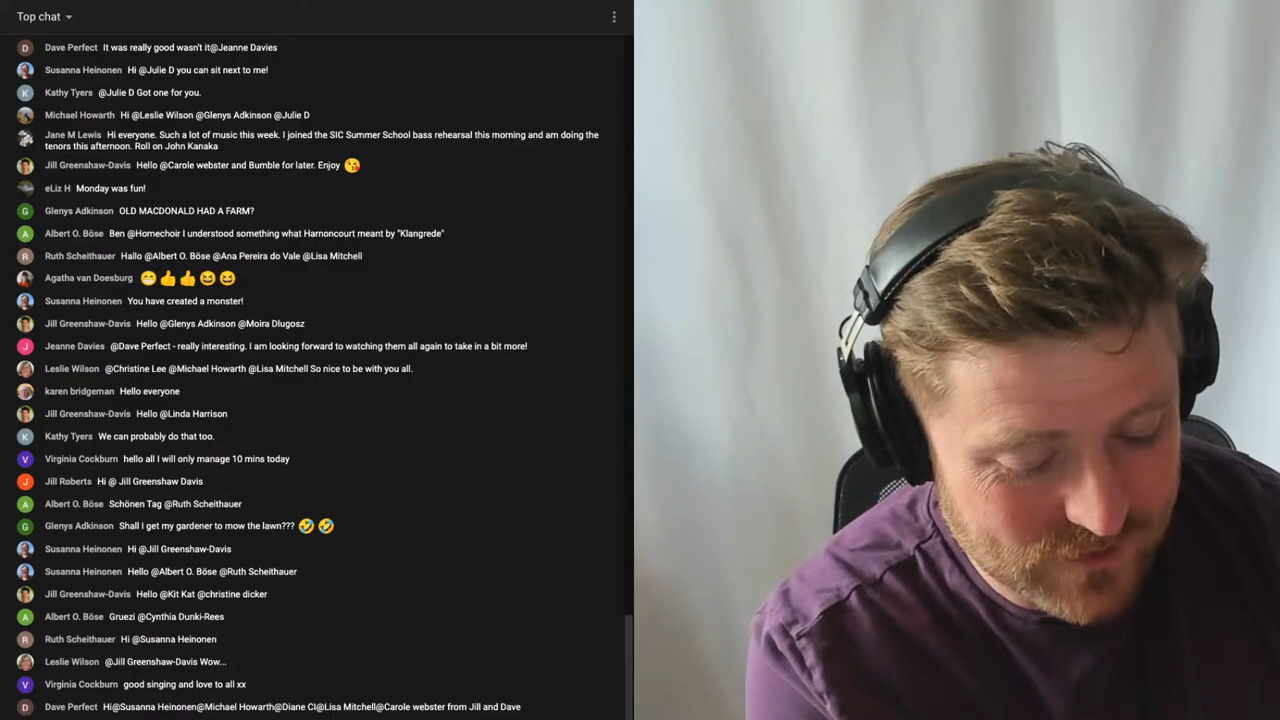 Top chat
Dave Perfect It was really good wasn't it@Jeanne Davies
Susanna Heinonen Hi @Julie D you can sit next to me!
Kathy Tyers @Julie D Got one for you.
Michael Howarth Hi @Leslie Wilson @Glenys Adkinson @Julie D
Jane M Lewis Hi everyone. Such a lot of music this week. I joined the SIC Summer School bass rehearsal this morning and am doing the
tenors this afternoon. Roll on John Kanaka
Jill Greenshaw-Davis Hello @Carole webster and Bumble for later. Enjoy 😘
eLiz H Monday was fun!
G Glenys Adkinson OLD MACDONALD HAD A FARM?
A Albert O. Böse Ben @Homechoir I understood something what Harnoncourt meant by "Klangrede"
R Ruth Scheithauer Hallo @Albert O. Böse @Ana Pereira do Vale @Lisa Mitchell
Agatha van Doesburg 😁👍👍😆😆
Susanna Heinonen You have created a monster!
Jill Greenshaw-Davis Hello @Glenys Adkinson @Moira Dlugosz
J Jeanne Davies @Dave Perfect - really interesting. I am looking forward to watching them all again to take in a bit more!
Leslie Wilson @Christine Lee @Michael Howarth @Lisa Mitchell So nice to be with you all.
karen bridgeman Hello everyone
Jill Greenshaw-Davis Hello @Linda Harrison
K Kathy Tyers We can probably do that too.
V Virginia Cockburn hello all I will only manage 10 mins today
J Jill Roberts Hi @ Jill Greenshaw Davis
A Albert O. Böse Schönen Tag @Ruth Scheithauer
G Glenys Adkinson Shall I get my gardener to mow the lawn??? 🤣🤣
Susanna Heinonen Hi @Jill Greenshaw-Davis
Susanna Heinonen Hello @Albert O. Böse @Ruth Scheithauer
Jill Greenshaw-Davis Hello @Kit Kat @christine dicker
A Albert O. Böse Gruezi @Cynthia Dunki-Rees
R Ruth Scheithauer Hi @Susanna Heinonen
Leslie Wilson @Jill Greenshaw-Davis Wow...
V Virginia Cockburn good singing and love to all xx
D Dave Perfect Hi@Susanna Heinonen@Michael Howarth@Diane Cl@Lisa Mitchell@Carole webster from Jill and Dave